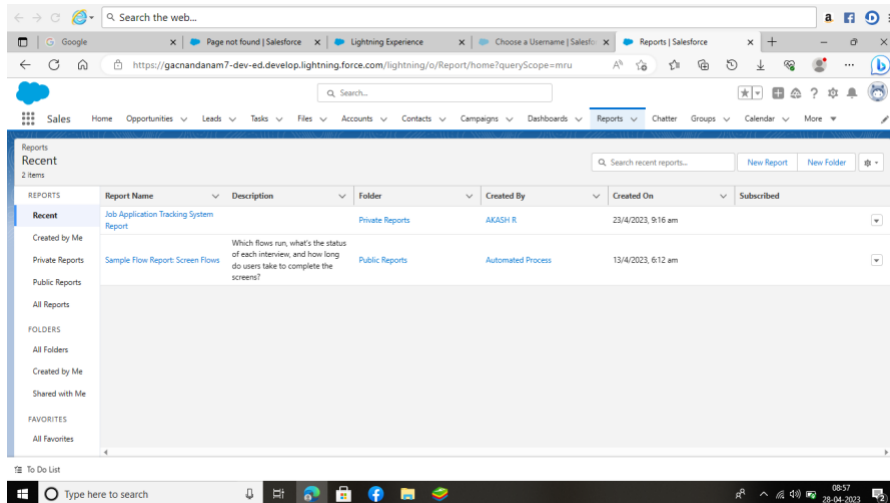 Search the web...
Google
Page not found | Salesforce
Lightning Experience
Choose a Username | Salesfo
Reports | Salesforce
https://gacnandanam7-dev-ed.develop.lightning.force.com/lightning/o/Report/home?queryScope=mru
Search...
Sales Home Opportunities Leads Tasks Files Accounts Contacts Campaigns Dashboards Reports Chatter Groups Calendar More
Reports
Recent
2 items
Search recent reports...
New Report New Folder
REPORTS
Recent
Created by Me
Private Reports
Public Reports
All Reports
FOLDERS
All Folders
Created by Me
Shared with Me
FAVORITES
All Favorites
Report Name Description Folder Created By Created On Subscribed
Job Application Tracking System
Report
Private Reports AKASH R 23/4/2023, 9:16 am
Sample Flow Report: Screen Flows
Which flows run, what's the status
of each interview, and how long
do users take to complete the
screens?
Public Reports Automated Process 13/4/2023, 6:12 am
To Do List
Type here to search
08:57
28-04-2023